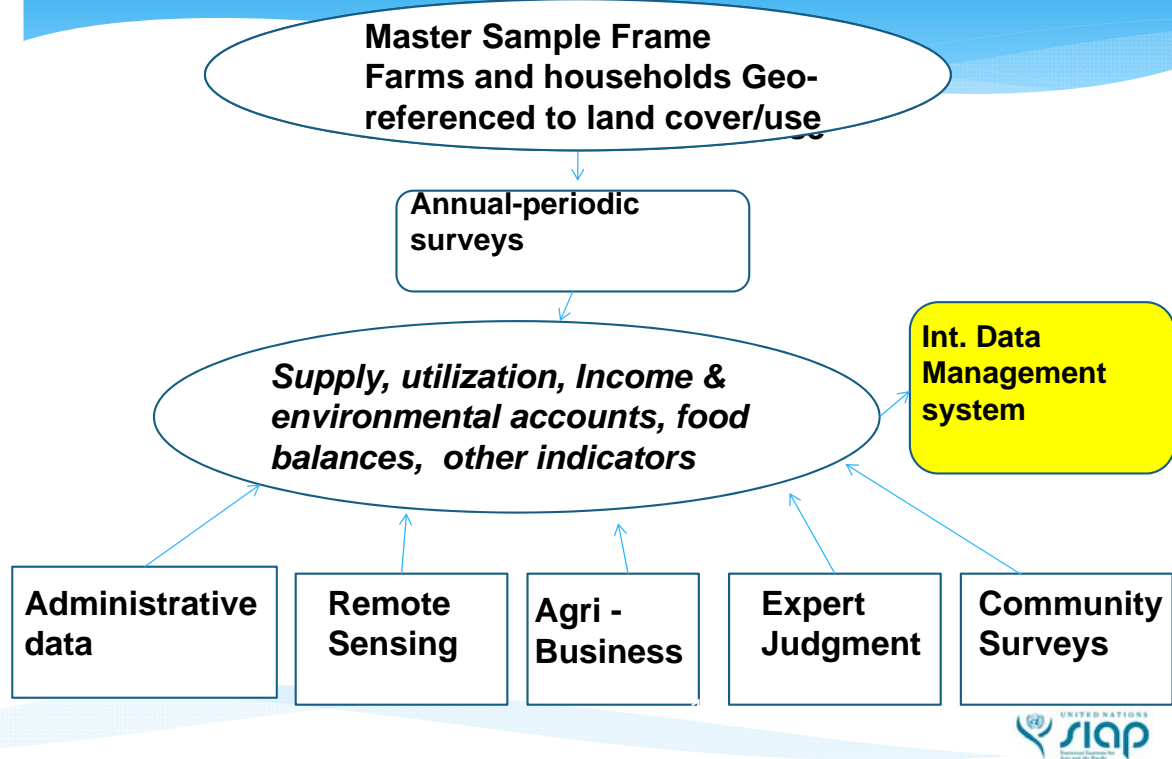 Master Sample Frame
Farms and households Geo-
referenced to land cover/use
Annual-periodic
surveys
Supply, utilization, Income &
environmental accounts, food
balances,  other indicators
Int. Data
Management
system
Administrative
data
Remote
Sensing
Agri -
Business
Expert
Judgment
Community
Surveys
UNITED NATIONS
siap